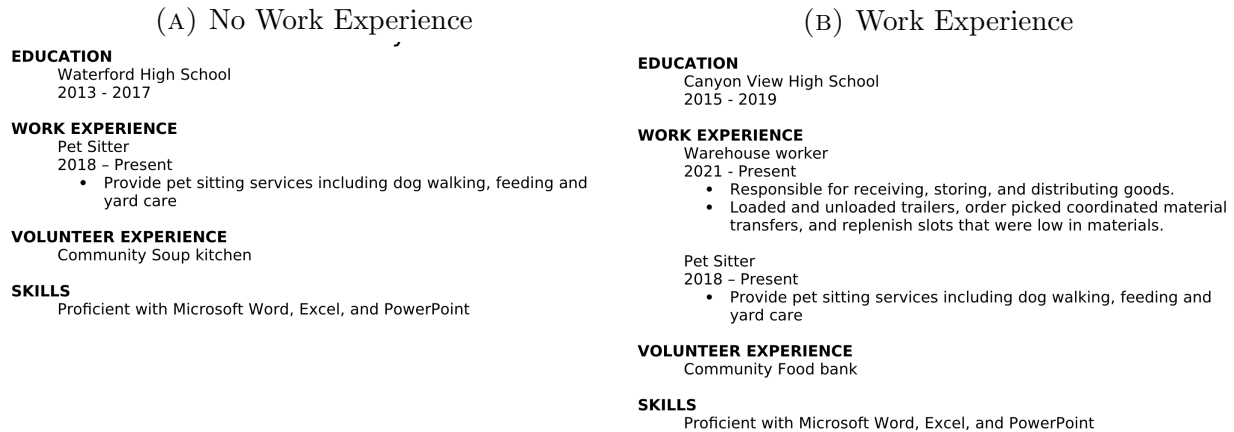 (A) No Work Experience
EDUCATION
Waterford High School
2013 - 2017
WORK EXPERIENCE
Pet Sitter
2018 – Present
• Provide pet sitting services including dog walking, feeding and
yard care
VOLUNTEER EXPERIENCE
Community Soup kitchen
SKILLS
Proficient with Microsoft Word, Excel, and PowerPoint
(B) Work Experience
EDUCATION
Canyon View High School
2015 - 2019
WORK EXPERIENCE
Warehouse worker
2021 - Present
• Responsible for receiving, storing, and distributing goods.
• Loaded and unloaded trailers, order picked coordinated material
transfers, and replenish slots that were low in materials.
Pet Sitter
2018 – Present
• Provide pet sitting services including dog walking, feeding and
yard care
VOLUNTEER EXPERIENCE
Community Food bank
SKILLS
Proficient with Microsoft Word, Excel, and PowerPoint